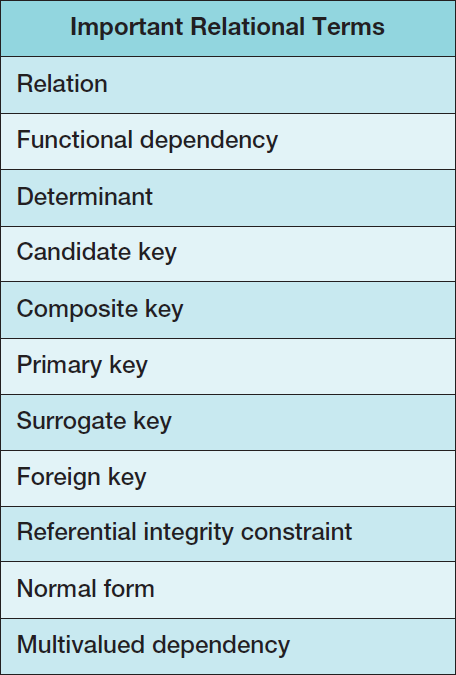 Important Relational Terms
Relation
Functional dependency
Determinant
Candidate key
Composite key
Primary key
Surrogate key
Foreign key
Referential integrity constraint
Normal form
Multivalued dependency